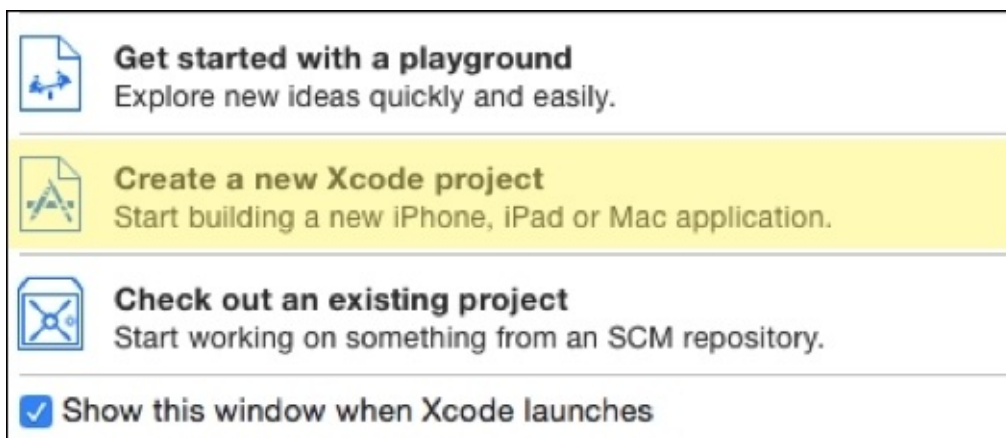 Get started with a playground
Explore new ideas quickly and easily.
Create a new Xcode project
Start building a new iPhone, iPad or Mac application.
Check out an existing project
Start working on something from an SCM repository.
Show this window when Xcode launches